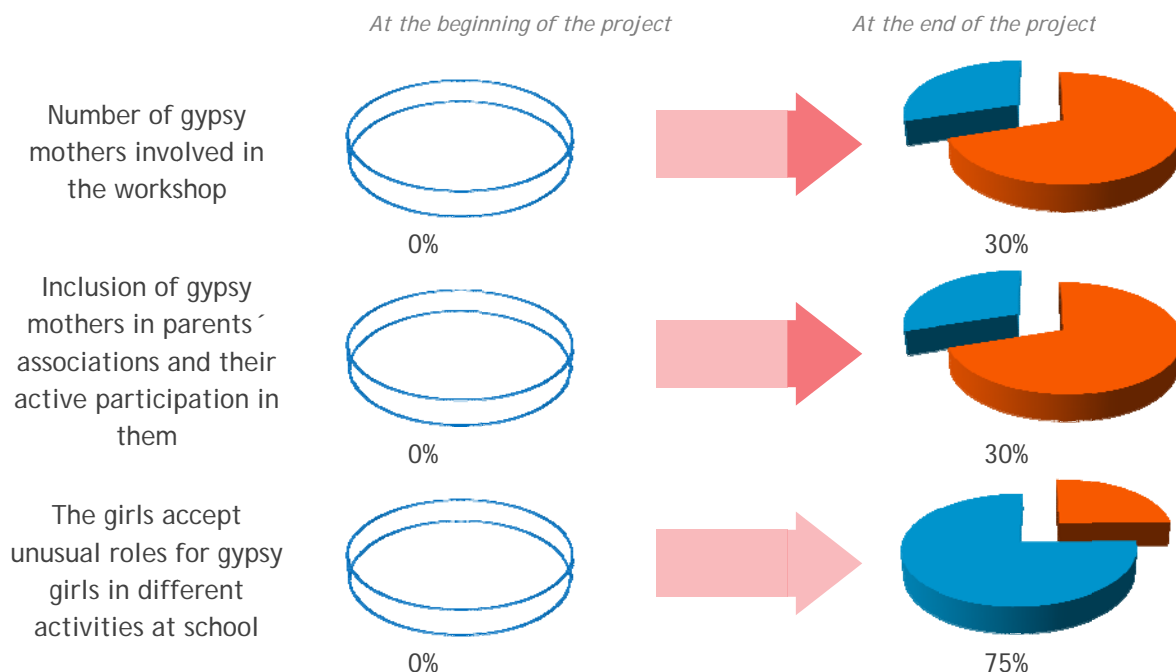 At the beginning of the project
At the end of the project
Number of gypsy
mothers involved in
the workshop
0%
30%
Inclusion of gypsy
mothers in parents´
associations and their
active participation in
them
0%
30%
The girls accept
unusual roles for gypsy
girls in different
activities at school
0%
75%